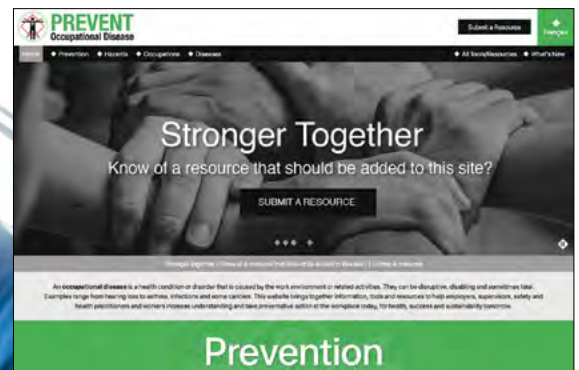 PREVENT
Occupational Disease
Submit a Resource
Français
Home Prevention Hazards Occupations Diseases
All Tools/Resources What's New
Stronger Together
Know of a resource that should be added to this site?
SUBMIT A RESOURCE
An occupational disease is a health condition or disorder that is caused by the work environment or related activities. They can be disruptive, disabling and sometimes fatal.
Examples range from hearing loss to asthma, infections and some cancers. This website brings together information, tools and resources to help employers, supervisors, safety and
health practitioners and workers increase understanding and take preventative action at the workplace today, for health, success and sustainability tomorrow.
Prevention